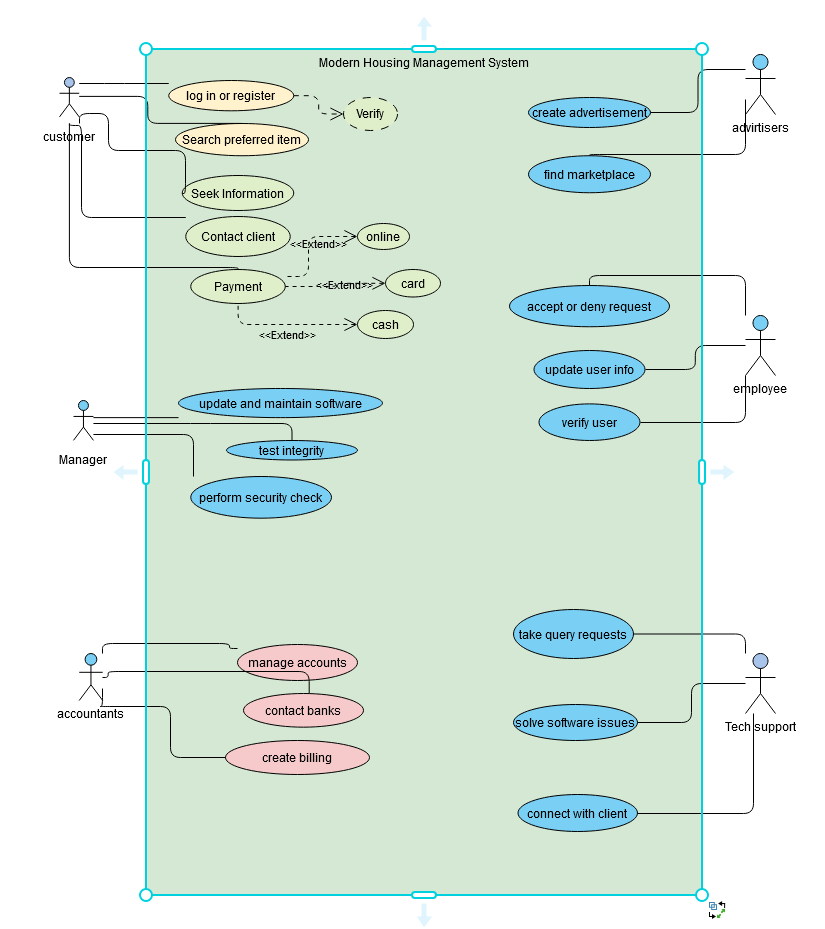 Modern Housing Management System
customer
log in or register
Verify
Search preferred item
Seek Information
Contact client
<<Extend>>
online
Payment
<<Extend>>
card
<<Extend>>
cash
create advertisement
advirtisers
find marketplace
accept or deny request
update user info
employee
verify user
Manager
update and maintain software
test integrity
perform security check
accountants
manage accounts
contact banks
create billing
take query requests
solve software issues
Tech support
connect with client